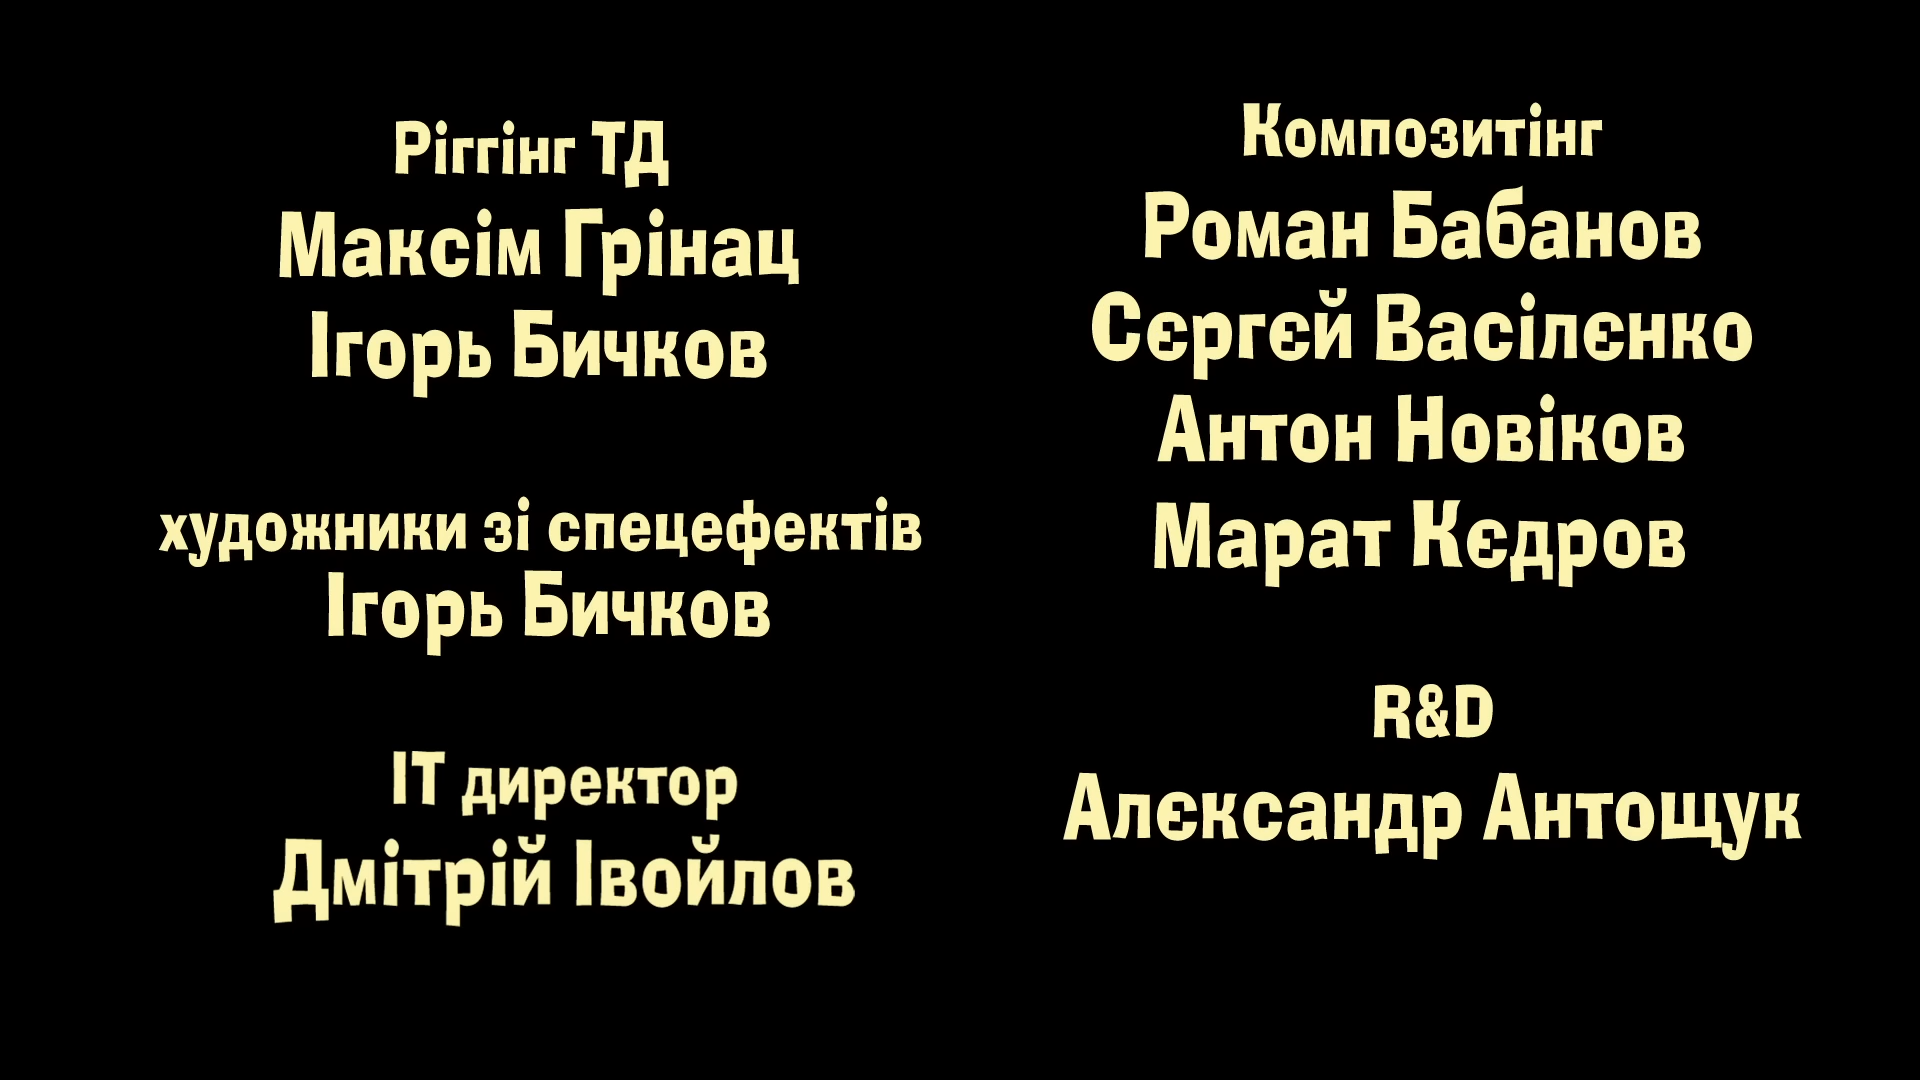 Ріггінг ТД
Максім Грінац
Ігорь Бичков
художники зі спецефектів
Ігорь Бичков
ІТ директор
Дмітрій Івойлов
Композитінг
Роман Бабанов
Сєргєй Васілєнко
Антон Новіков
Марат Кєдров
R&D
Алєксандр Антощук